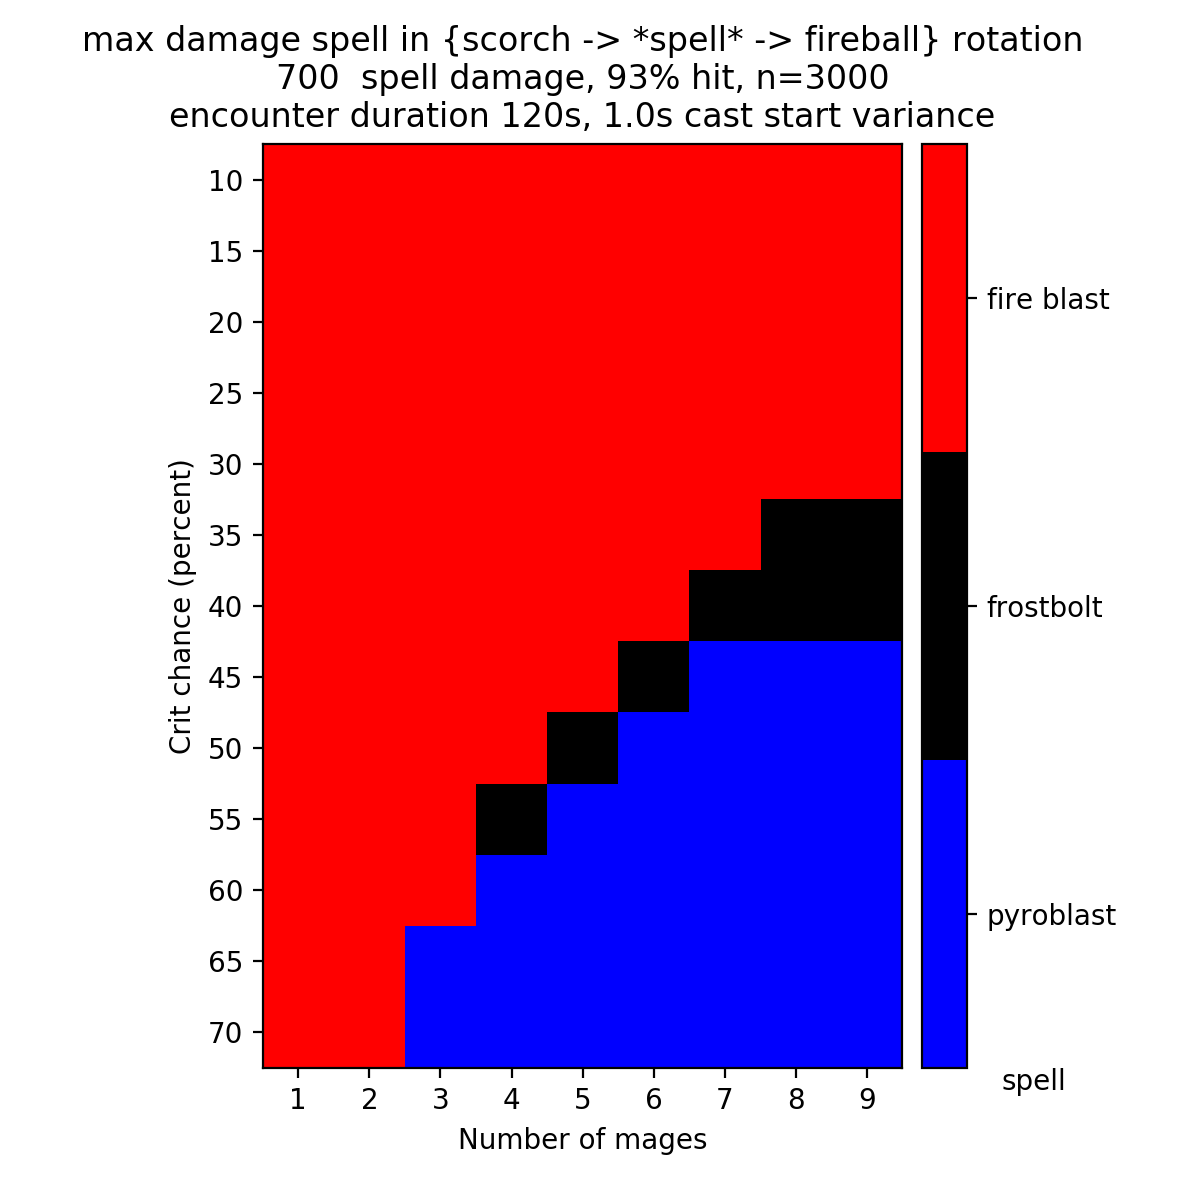 max damage spell in {scorch -> *spell* -> fireball} rotation
700  spell damage, 93% hit, n=3000
encounter duration 120s, 1.0s cast start variance
10
15
20
25
30
35
40
45
50
55
60
65
70
Crit chance (percent)
1 2 3 4 5 6 7 8 9
Number of mages
fire blast
frostbolt
pyroblast
spell